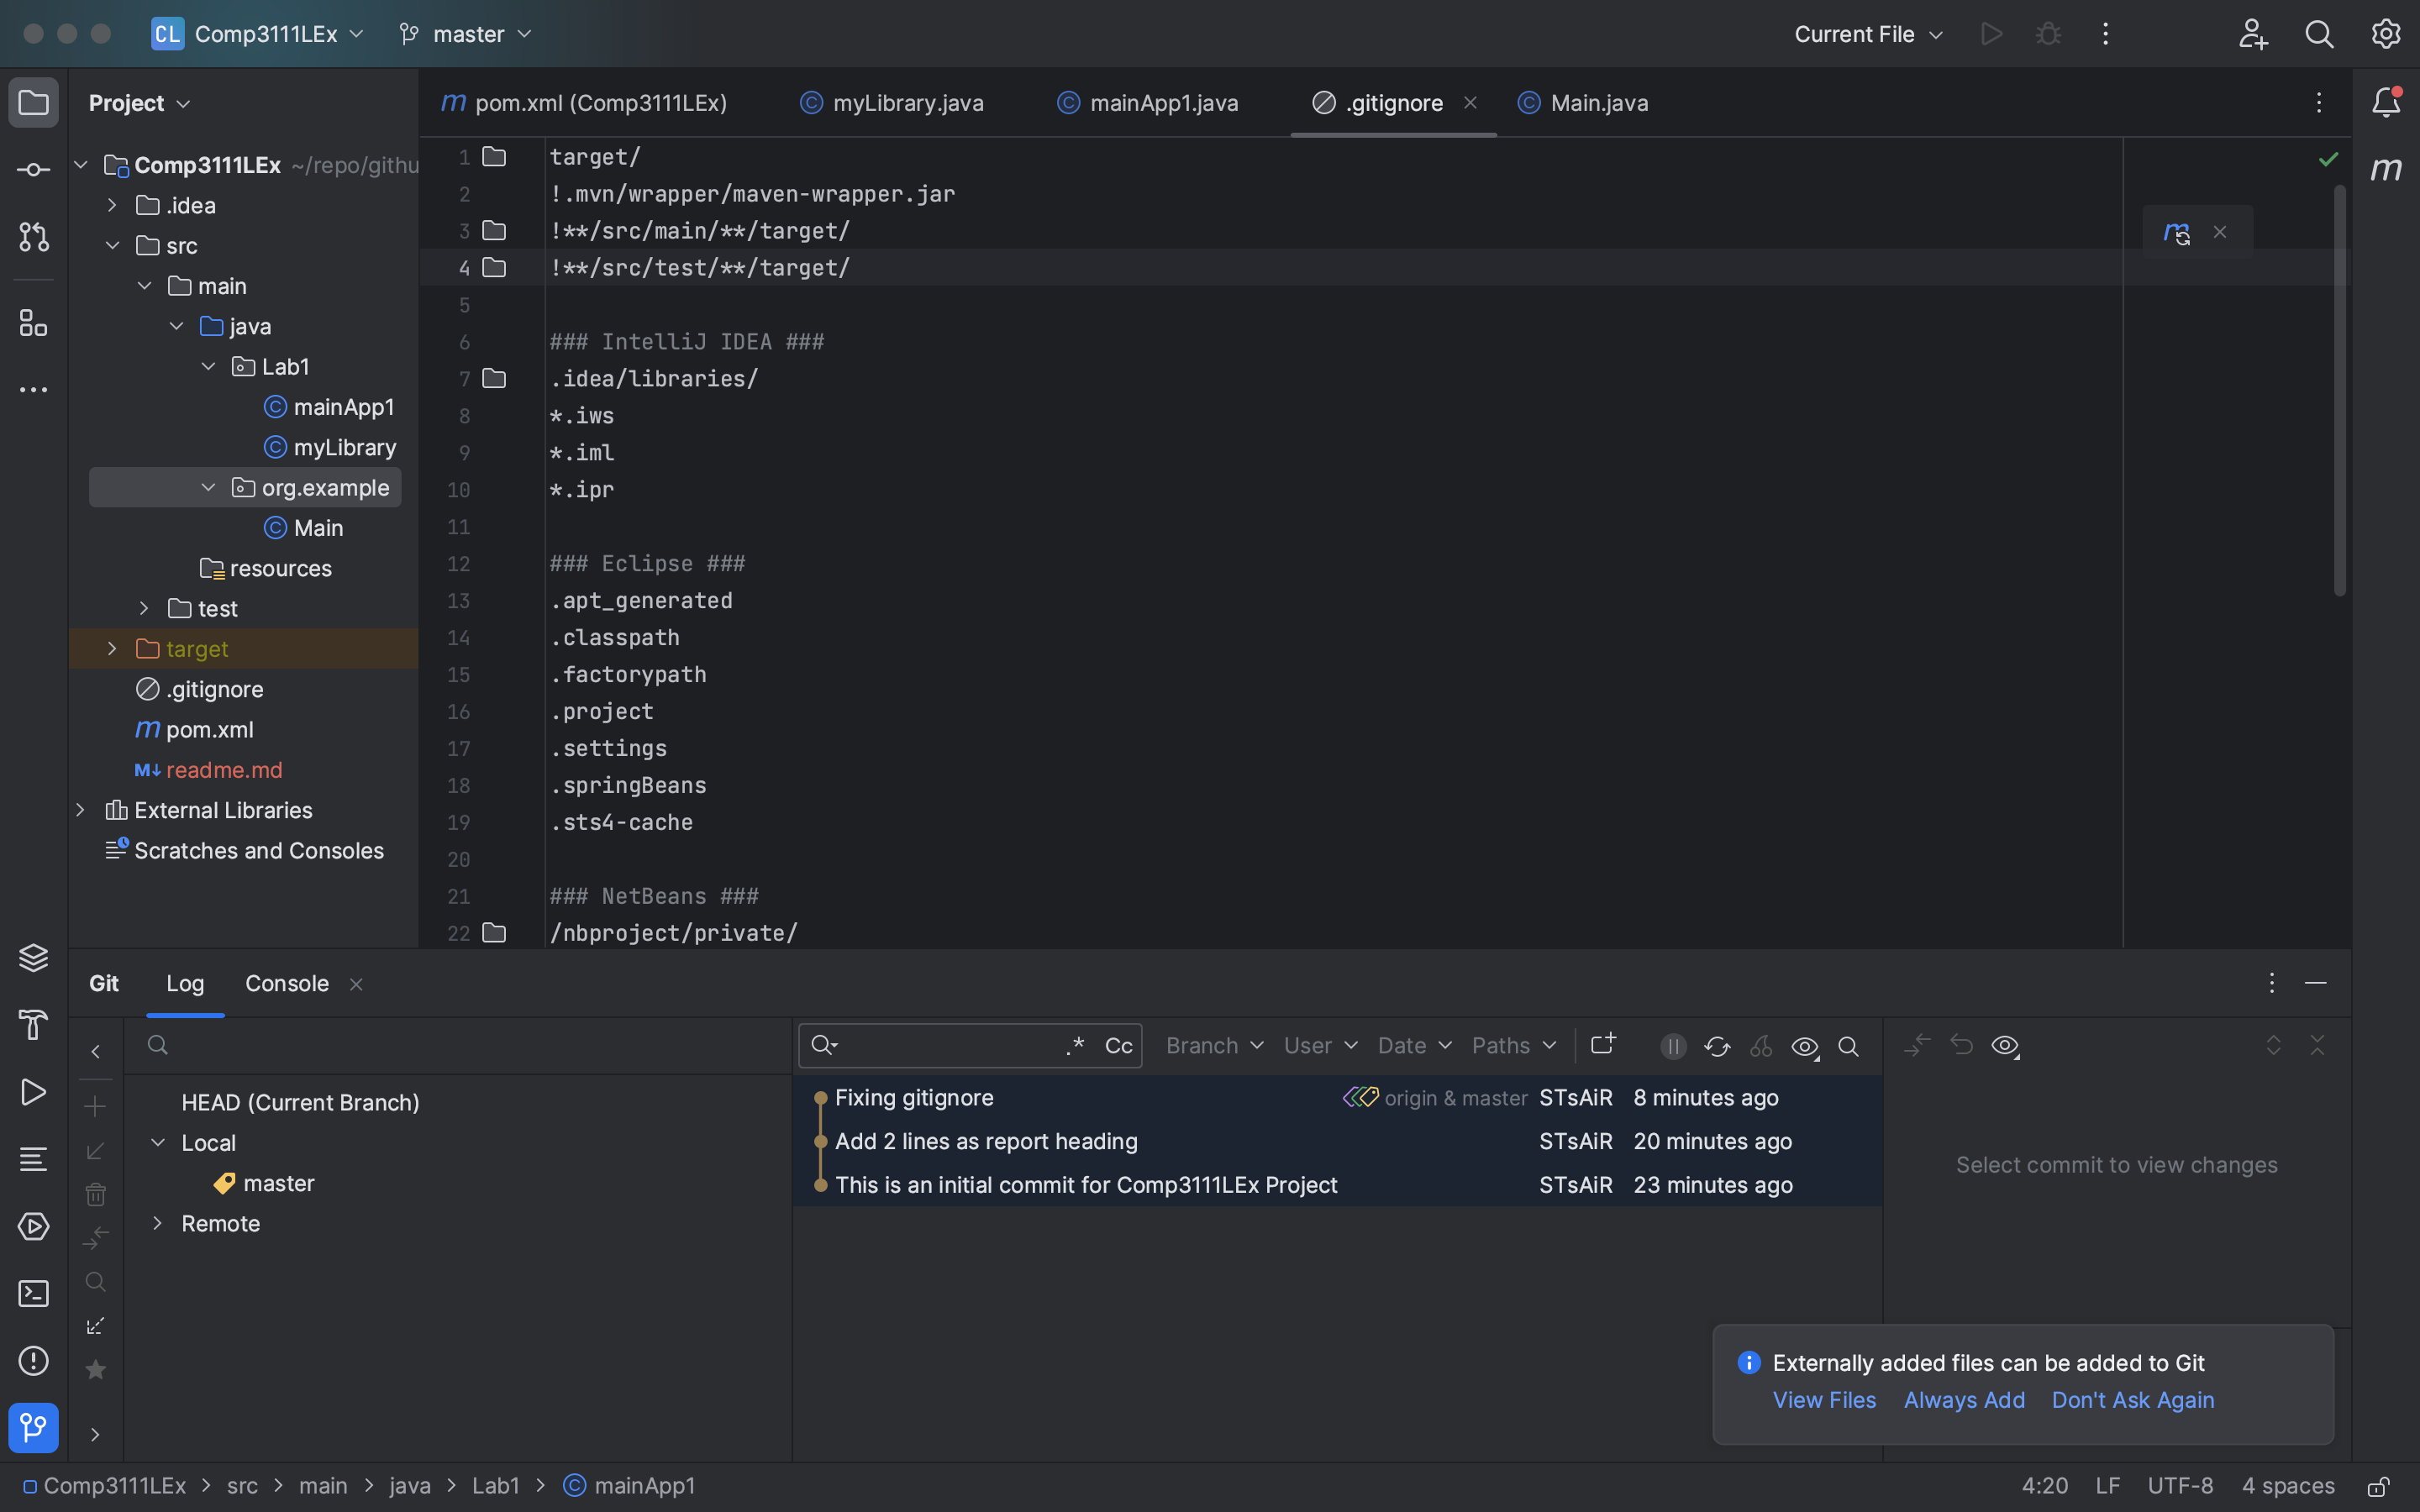 CL Comp3111LEx master Current File
Project
pom.xml (Comp3111LEx) myLibrary.java mainApp1.java .gitignore Main.java
Comp3111LEx ~/repo/githu
.idea
src
main
java
Lab1
mainApp1
myLibrary
org.example
Main
resources
test
target
.gitignore
pom.xml
readme.md
External Libraries
Scratches and Consoles
1 target/
2 !.mvn/wrapper/maven-wrapper.jar
3 !**/src/main/**/target/
4 !**/src/test/**/target/
5
6 ### IntelliJ IDEA ###
7 .idea/libraries/
8 *.iws
9 *.iml
10 *.ipr
11
12 ### Eclipse ###
13 .apt_generated
14 .classpath
15 .factorypath
16 .project
17 .settings
18 .springBeans
19 .sts4-cache
20
21 ### NetBeans ###
22 /nbproject/private/
Git Log Console
.* Cc Branch User Date Paths
HEAD (Current Branch)
Local
master
Remote
Fixing gitignore origin & master STsAiR 8 minutes ago
Add 2 lines as report heading STsAiR 20 minutes ago
This is an initial commit for Comp3111LEx Project STsAiR 23 minutes ago
Select commit to view changes
Externally added files can be added to Git
View Files Always Add Don't Ask Again
Comp3111LEx > src > main > java > Lab1 > mainApp1 4:20 LF UTF-8 4 spaces